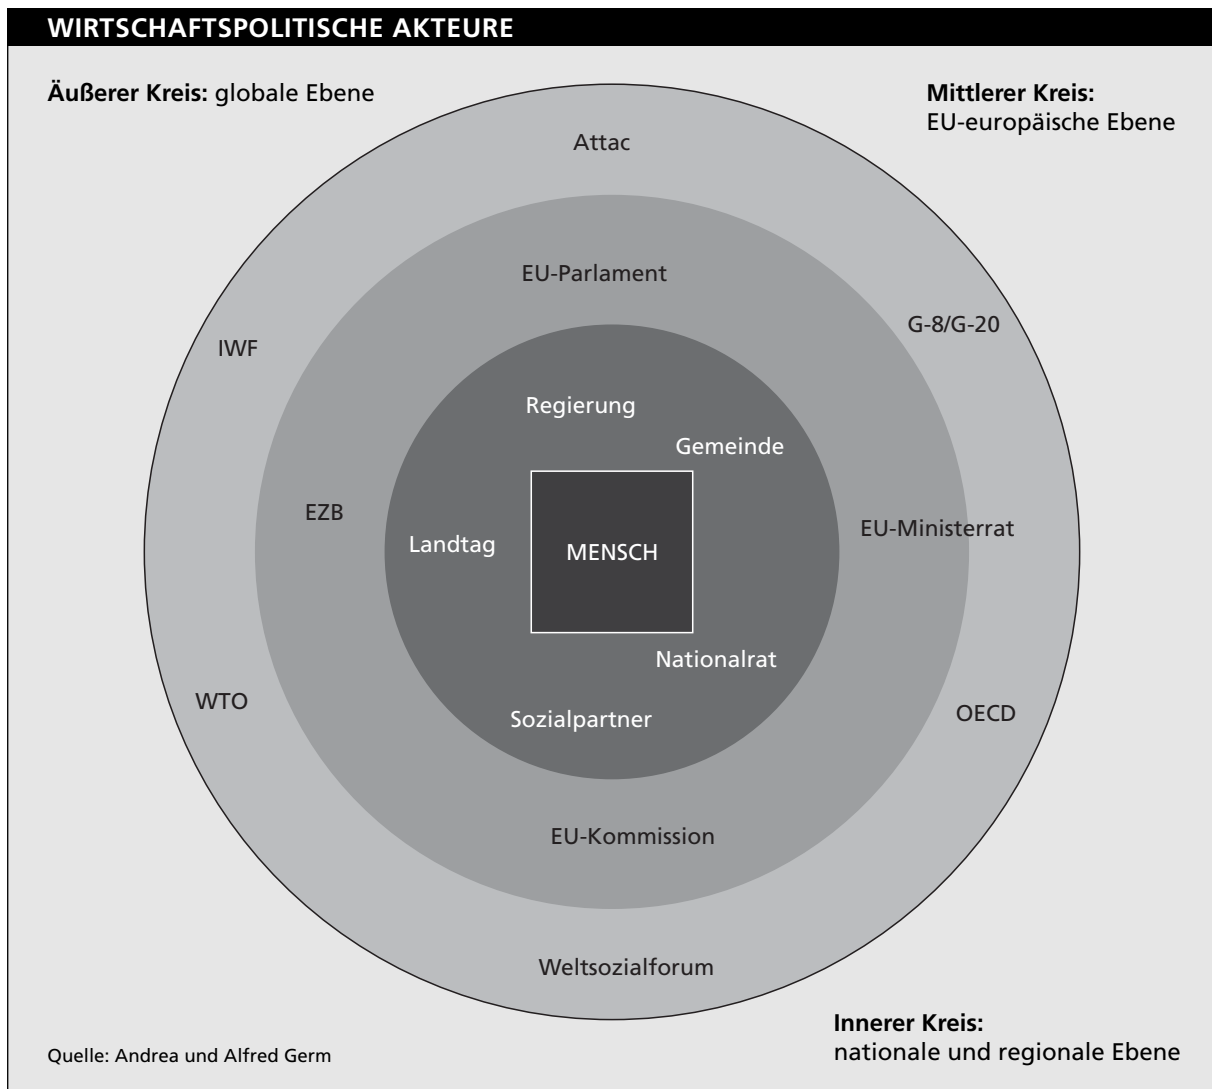 WIRTSCHAFTSPOLITISCHE AKTEURE
Äußerer Kreis: globale Ebene
Mittlerer Kreis:
EU-europäische Ebene
Attac
EU-Parlament
G-8/G-20
IWF
Regierung
Gemeinde
EZB
EU-Ministerrat
Landtag
MENSCH
Nationalrat
WTO
OECD
Sozialpartner
EU-Kommission
Weltsozialforum
Innerer Kreis:
nationale und regionale Ebene
Quelle: Andrea und Alfred Germ